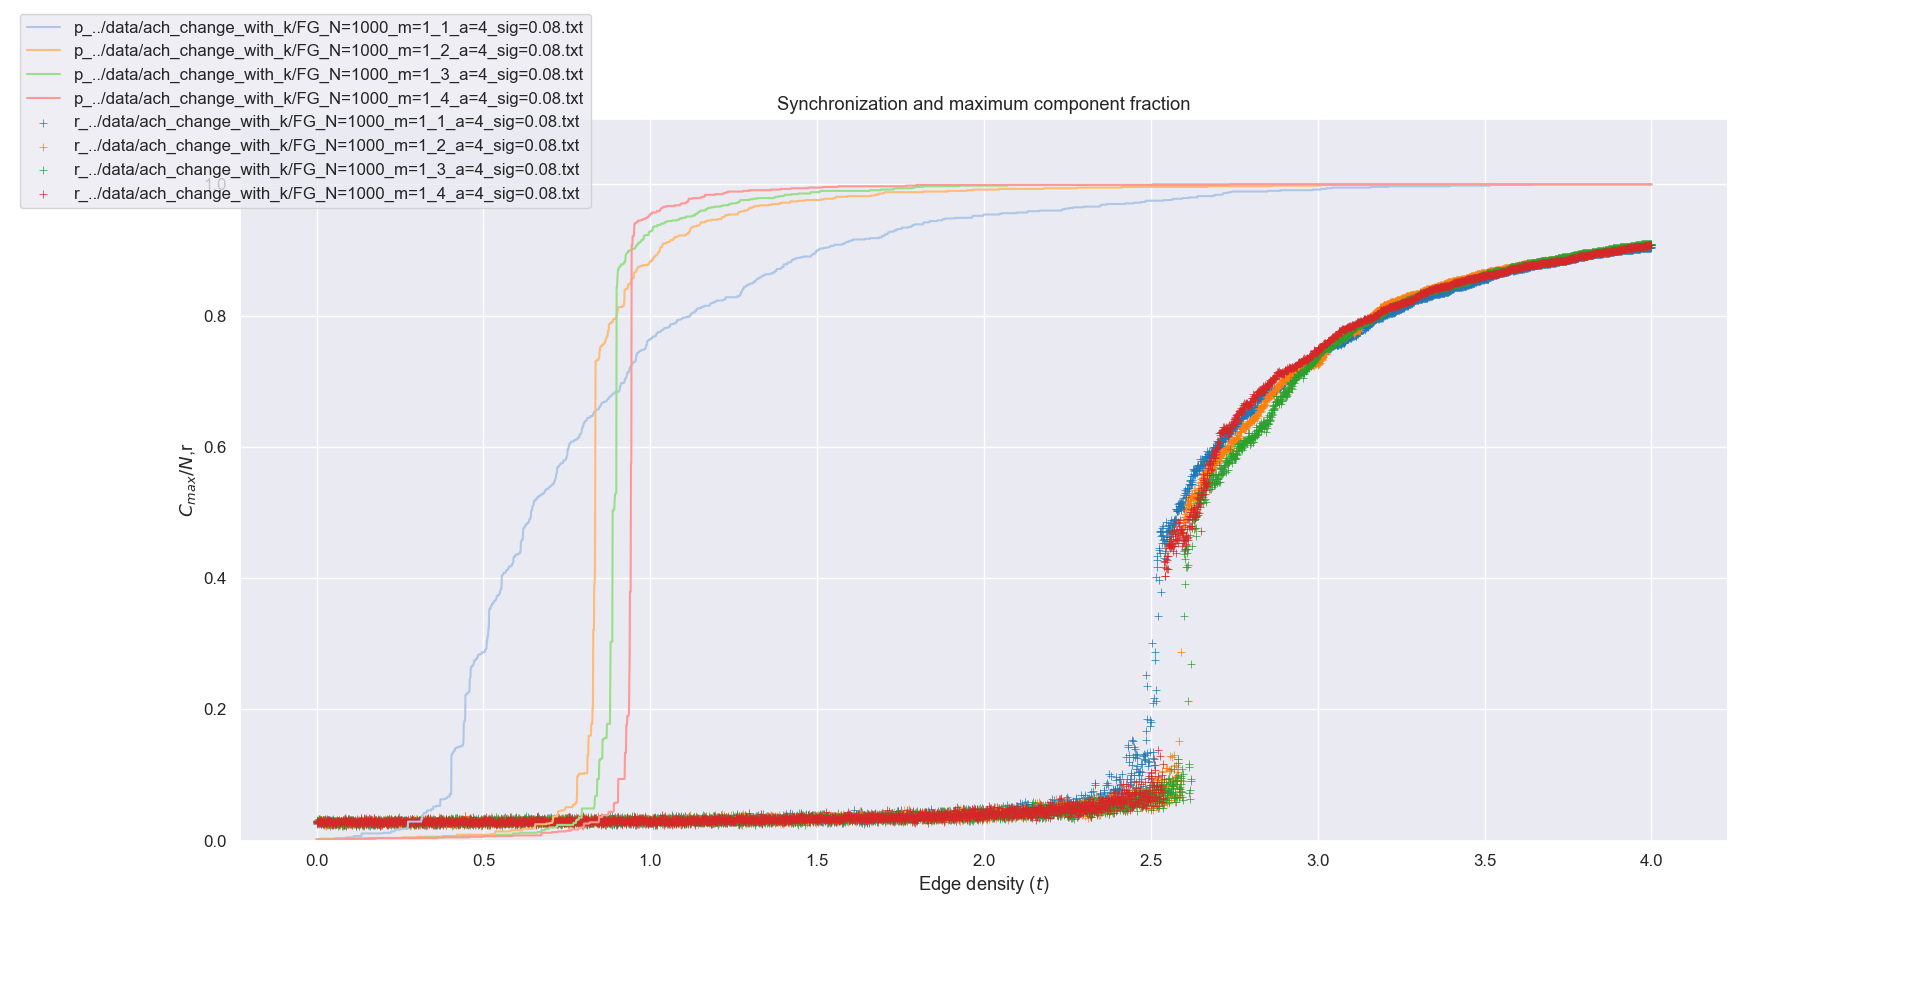 p_../data/ach_change_with_k/FG_N=1000_m=1_1_a=4_sig=0.08.txt
p_../data/ach_change_with_k/FG_N=1000_m=1_2_a=4_sig=0.08.txt
p_../data/ach_change_with_k/FG_N=1000_m=1_3_a=4_sig=0.08.txt
p_../data/ach_change_with_k/FG_N=1000_m=1_4_a=4_sig=0.08.txt
r_../data/ach_change_with_k/FG_N=1000_m=1_1_a=4_sig=0.08.txt
r_../data/ach_change_with_k/FG_N=1000_m=1_2_a=4_sig=0.08.txt
r_../data/ach_change_with_k/FG_N=1000_m=1_3_a=4_sig=0.08.txt
r_../data/ach_change_with_k/FG_N=1000_m=1_4_a=4_sig=0.08.txt
Synchronization and maximum component fraction
1.0
0.8
0.6
0.4
0.2
0.0
C_max/N,r
0.0 0.5 1.0 1.5 2.0 2.5 3.0 3.5 4.0
Edge density (t)